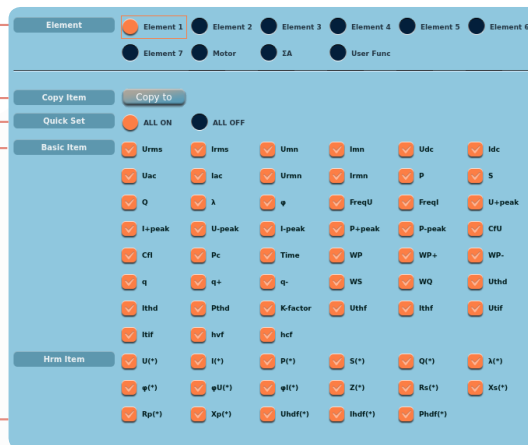 Element Element 1 Element 2 Element 3 Element 4 Element 5 Element 6
Element 7 Motor ΣA User Func
Copy Item Copy to
Quick Set ALL ON ALL OFF
Basic Item Urms Irms Umn Imn Udc Idc
Uac Iac Urmn Irmn P S
Q λ φ FreqU FreqI U+peak
I+peak U-peak I-peak P+peak P-peak CfU
CfI Pc Time WP WP+ WP-
q q+ q- WS WQ Uthd
Ithd Pthd K-factor Uthf Ithf Utif
Itif hvf hcf
Hrm Item U(*) I(*) P(*) S(*) Q(*) λ(*)
φ(*) φU(*) φI(*) Z(*) Rs(*) Xs(*)
Rp(*) Xp(*) Uhdf(*) Ihdf(*) Phdf(*)